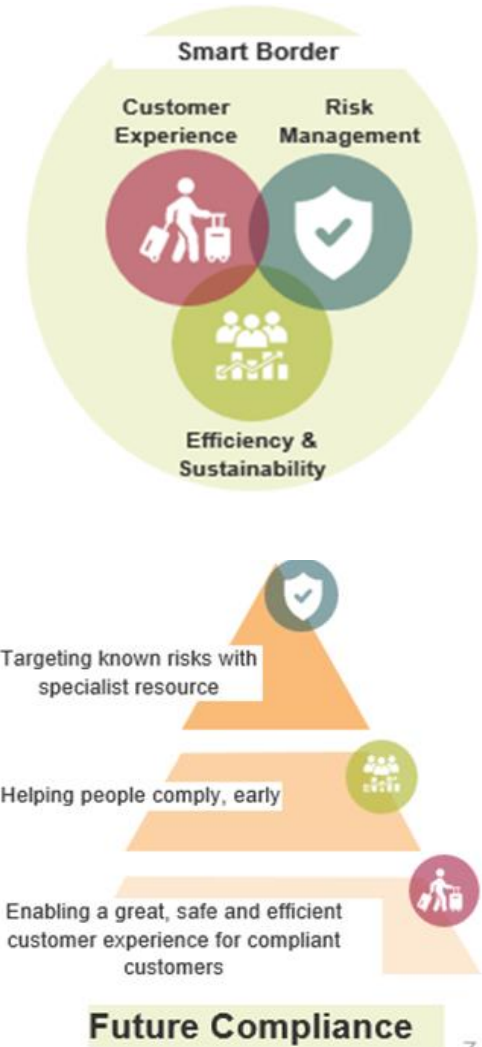 Smart Border
Customer
Experience
Risk
Management
Efficiency &
Sustainability
Targeting known risks with
specialist resource
Helping people comply, early
Enabling a great, safe and efficient
customer experience for compliant
customers
Future Compliance